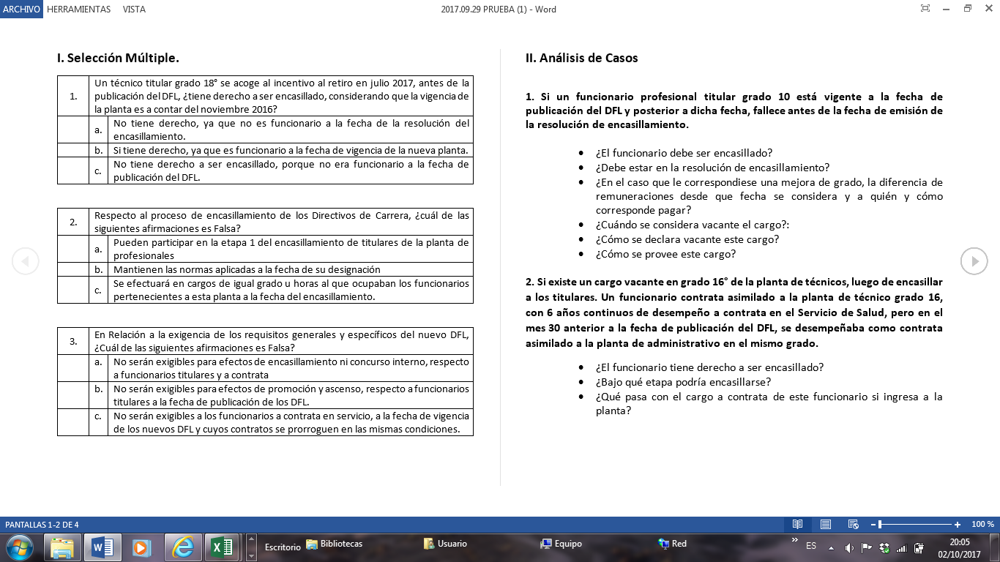 ARCHIVO HERRAMIENTAS VISTA
2017.09.29 PRUEBA (1) - Word
I. Selección Múltiple.
1.
Un técnico titular grado 18° se acoge al incentivo al retiro en julio 2017, antes de la
publicación del DFL, ¿tiene derecho a ser encasillado, considerando que la vigencia de
la planta es a contar del noviembre 2016?
a.
No tiene derecho, ya que no es funcionario a la fecha de la resolución del
encasillamiento.
b. Si tiene derecho, ya que es funcionario a la fecha de vigencia de la nueva planta.
c.
No tiene derecho a ser encasillado, porque no era funcionario a la fecha de
publicación del DFL.
2.
Respecto al proceso de encasillamiento de los Directivos de Carrera, ¿cuál de las
siguientes afirmaciones es Falsa?
a.
Pueden participar en la etapa 1 del encasillamiento de titulares de la planta de
profesionales
b. Mantienen las normas aplicadas a la fecha de su designación
c.
Se efectuará en cargos de igual grado u horas al que ocupaban los funcionarios
pertenecientes a esta planta a la fecha del encasillamiento.
3.
En Relación a la exigencia de los requisitos generales y específicos del nuevo DFL,
¿Cuál de las siguientes afirmaciones es Falsa?
a. No serán exigibles para efectos de encasillamiento ni concurso interno, respecto
a funcionarios titulares y a contrata
b. No serán exigibles para efectos de promoción y ascenso, respecto a funcionarios
titulares a la fecha de publicación de los DFL.
c. No serán exigibles a los funcionarios a contrata en servicio, a la fecha de vigencia
de los nuevos DFL y cuyos contratos se prorroguen en las mismas condiciones.
II. Análisis de Casos
1. Si un funcionario profesional titular grado 10 está vigente a la fecha de
publicación del DFL y posterior a dicha fecha, fallece antes de la fecha de emisión de
la resolución de encasillamiento.
• ¿El funcionario debe ser encasillado?
• ¿Debe estar en la resolución de encasillamiento?
• ¿En el caso que le correspondiese una mejora de grado, la diferencia de
remuneraciones desde que fecha se considera y a quién y cómo
corresponde pagar?
• ¿Cuándo se considera vacante el cargo?:
• ¿Cómo se declara vacante este cargo?
• ¿Cómo se provee este cargo?
2. Si existe un cargo vacante en grado 16° de la planta de técnicos, luego de encasillar
a los titulares. Un funcionario contrata asimilado a la planta de técnico grado 16,
con 6 años continuos de desempeño a contrata en el Servicio de Salud, pero en el
mes 30 anterior a la fecha de publicación del DFL, se desempeñaba como contrata
asimilado a la planta de administrativo en el mismo grado.
• ¿El funcionario tiene derecho a ser encasillado?
• ¿Bajo qué etapa podría encasillarse?
• ¿Qué pasa con el cargo a contrata de este funcionario si ingresa a la
planta?
PANTALLAS 1-2 DE 4
100 %
Escritorio Bibliotecas Usuario Equipo Red
ES
20:05
02/10/2017